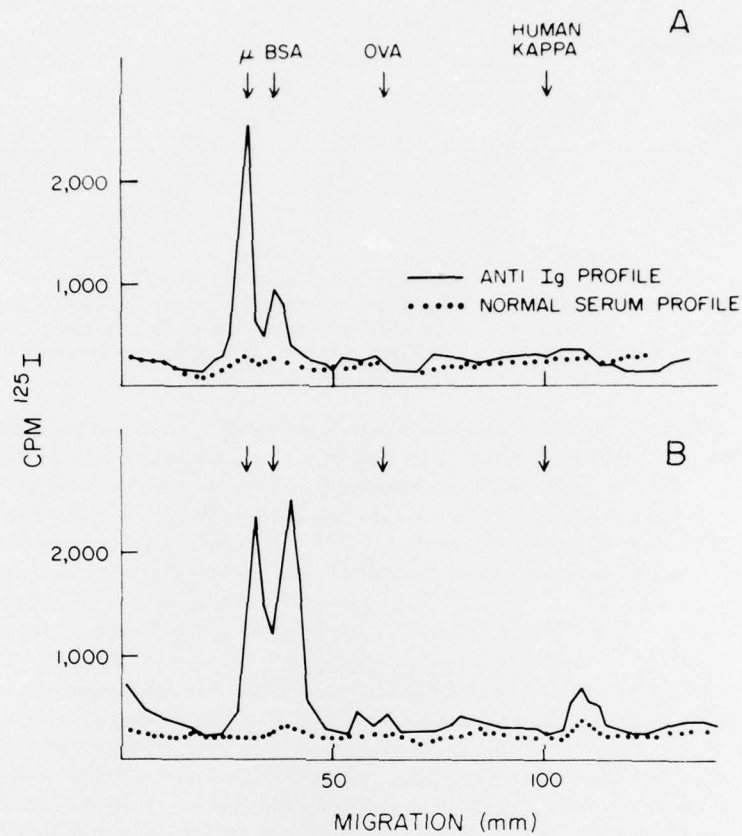 A
μ BSA OVA HUMAN KAPPA
2,000
1,000
ANTI Ig PROFILE
NORMAL SERUM PROFILE
CPM ¹²⁵I
B
2,000
1,000
50 100
MIGRATION (mm)